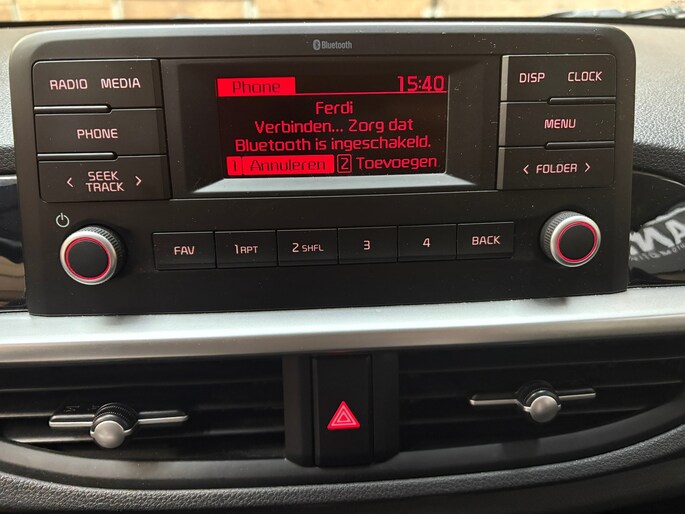 Bluetooth
RADIO MEDIA
Phone 15:40
DISP CLOCK
Ferdi
Verbinden... Zorg dat
Bluetooth is ingeschakeld.
1 Annuleren 2 Toevoegen
PHONE
MENU
< SEEK TRACK >
< FOLDER >
FAV
1 RPT
2 SHFL
3
4
BACK